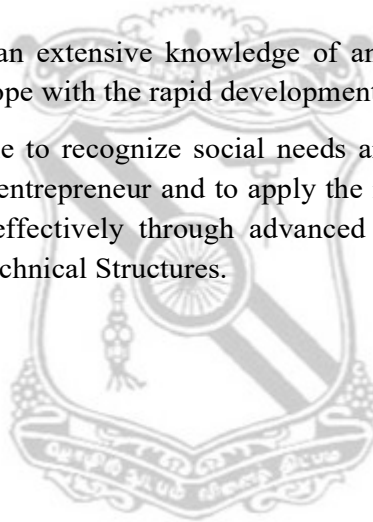 an extensive knowledge of an
ope with the rapid development
e to recognize social needs a
entrepreneur and to apply the
effectively through advanced
chnical Structures.